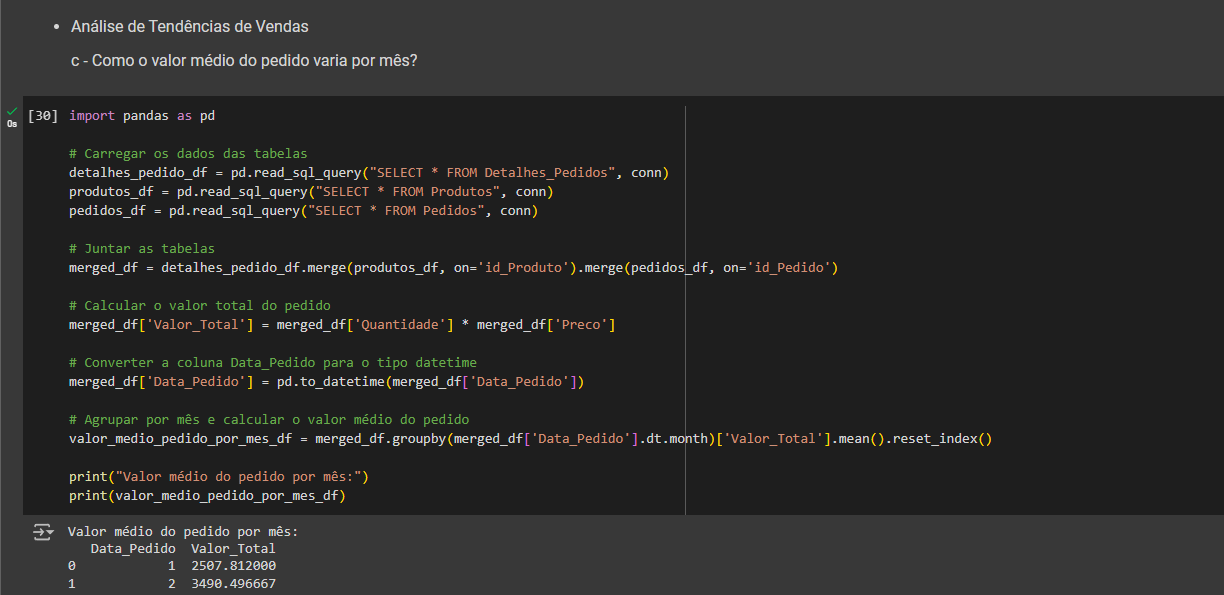 • Análise de Tendências de Vendas
c - Como o valor médio do pedido varia por mês?
[30] import pandas as pd
0s
# Carregar os dados das tabelas
detalhes_pedido_df = pd.read_sql_query("SELECT * FROM Detalhes_Pedidos", conn)
produtos_df = pd.read_sql_query("SELECT * FROM Produtos", conn)
pedidos_df = pd.read_sql_query("SELECT * FROM Pedidos", conn)
# Juntar as tabelas
merged_df = detalhes_pedido_df.merge(produtos_df, on='id_Produto').merge(pedidos_df, on='id_Pedido')
# Calcular o valor total do pedido
merged_df['Valor_Total'] = merged_df['Quantidade'] * merged_df['Preco']
# Converter a coluna Data_Pedido para o tipo datetime
merged_df['Data_Pedido'] = pd.to_datetime(merged_df['Data_Pedido'])
# Agrupar por mês e calcular o valor médio do pedido
valor_medio_pedido_por_mes_df = merged_df.groupby(merged_df['Data_Pedido'].dt.month)['Valor_Total'].mean().reset_index()
print("Valor médio do pedido por mês:")
print(valor_medio_pedido_por_mes_df)
Valor médio do pedido por mês:
Data_Pedido Valor_Total
0 1 2507.812000
1 2 3490.496667